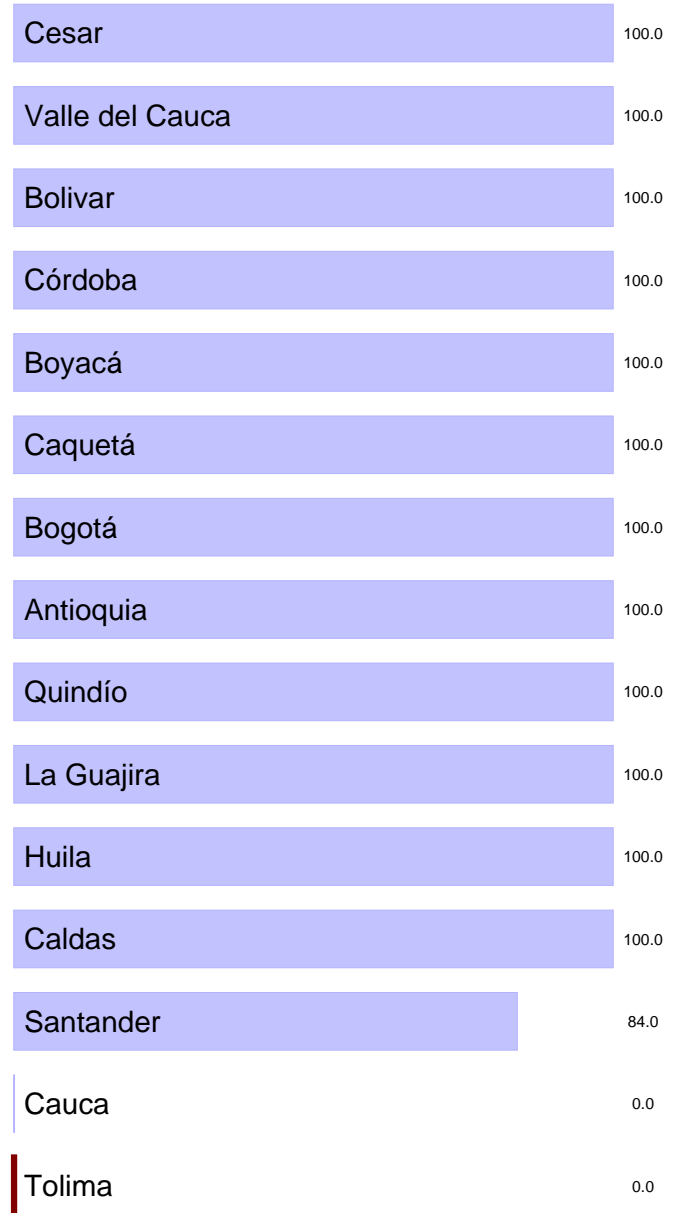 Cesar 100.0
Valle del Cauca 100.0
Bolivar 100.0
Córdoba 100.0
Boyacá 100.0
Caquetá 100.0
Bogotá 100.0
Antioquia 100.0
Quindío 100.0
La Guajira 100.0
Huila 100.0
Caldas 100.0
Santander 84.0
Cauca 0.0
Tolima 0.0